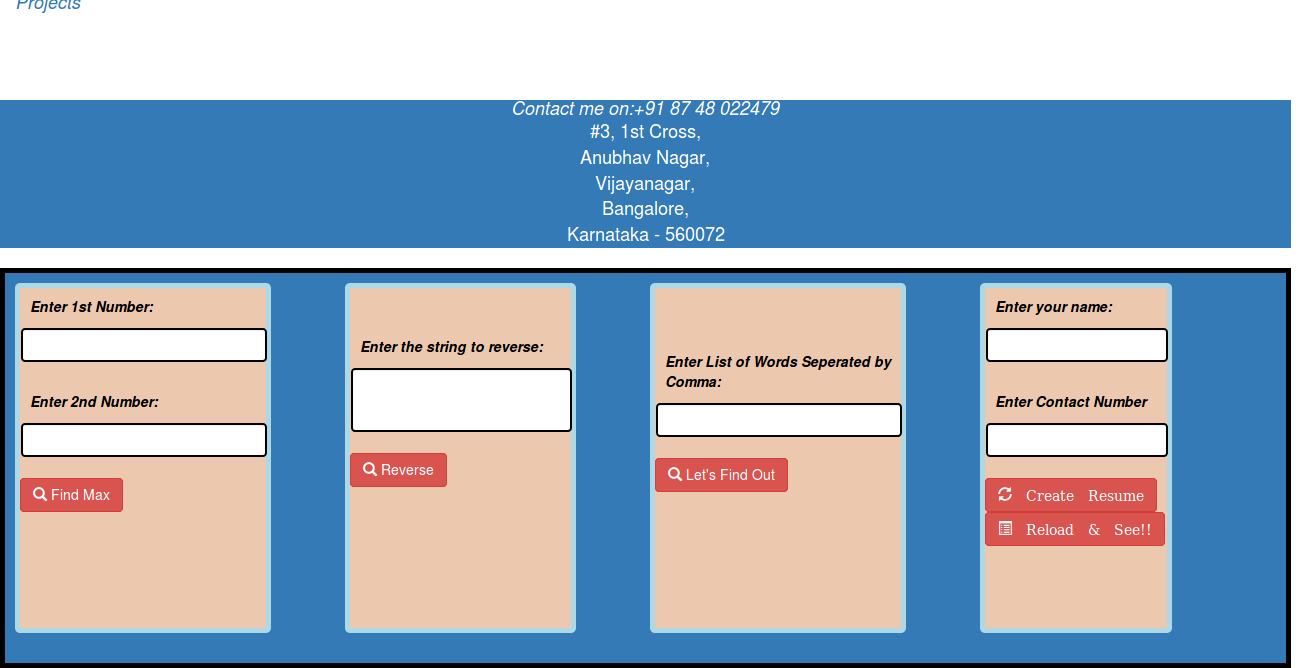 Projects
Contact me on:+91 87 48 022479
#3, 1st Cross,
Anubhav Nagar,
Vijayanagar,
Bangalore,
Karnataka - 560072
Enter 1st Number:
Enter 2nd Number:
Find Max
Enter the string to reverse:
Reverse
Enter List of Words Seperated by
Comma:
Let's Find Out
Enter your name:
Enter Contact Number
Create Resume
Reload & See!!